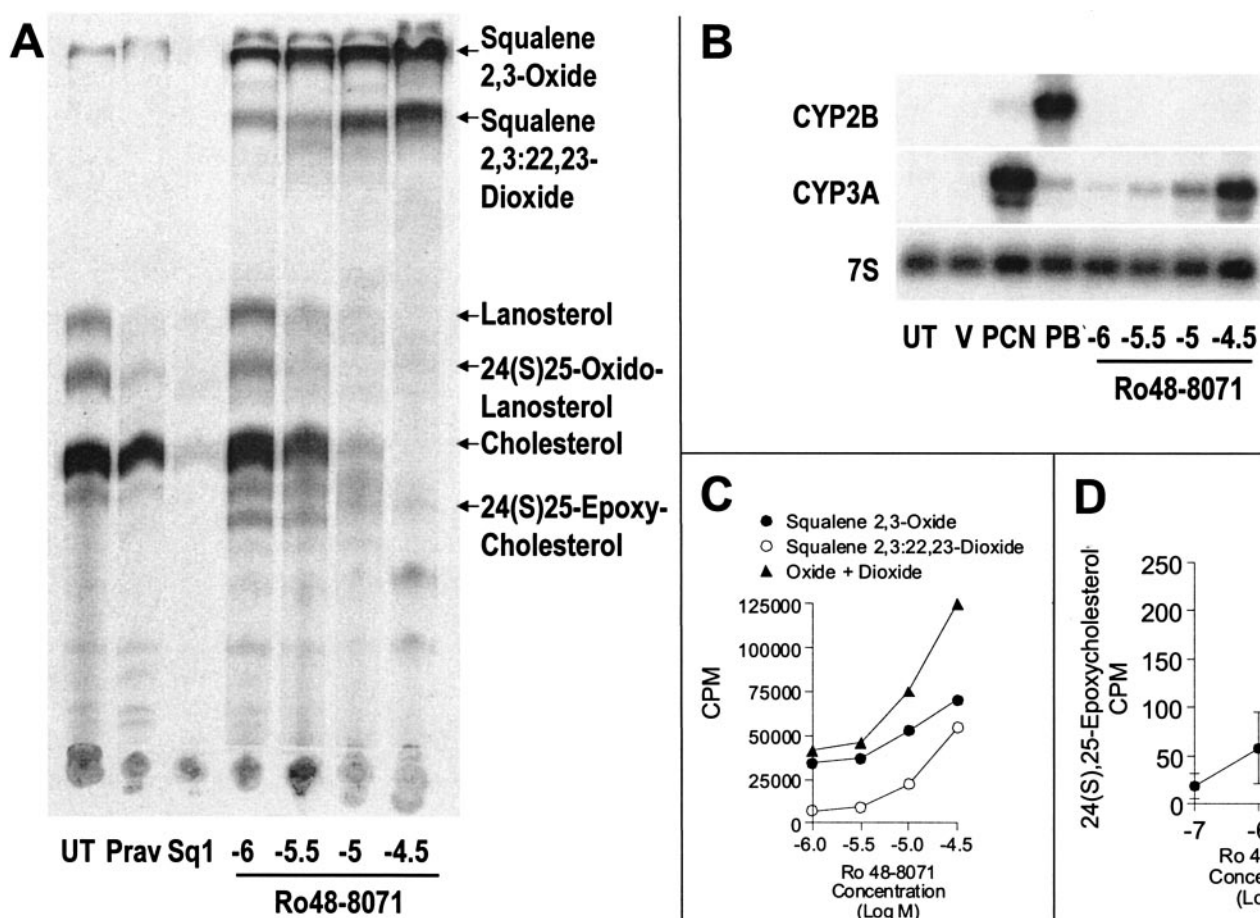 A
Squalene
2,3-Oxide
Squalene
2,3:22,23-
Dioxide
Lanosterol
24(S)25-Oxido-
Lanosterol
Cholesterol
24(S)25-Epoxy-
Cholesterol
UT Prav Sq1 -6 -5.5 -5 -4.5
Ro48-8071
B
CYP2B
CYP3A
7S
UT V PCN PB -6 -5.5 -5 -4.5
Ro48-8071
C
Squalene 2,3-Oxide
Squalene 2,3:22,23-Dioxide
Oxide + Dioxide
CPM
125000
100000
75000
50000
25000
0
-6.0 -5.5 -5.0 -4.5
Ro 48-8071
Concentration
(Log M)
D
24(S),25-Epoxycholesterol
CPM
250
200
150
100
50
0
-7
Ro 4
Conce
(Lo